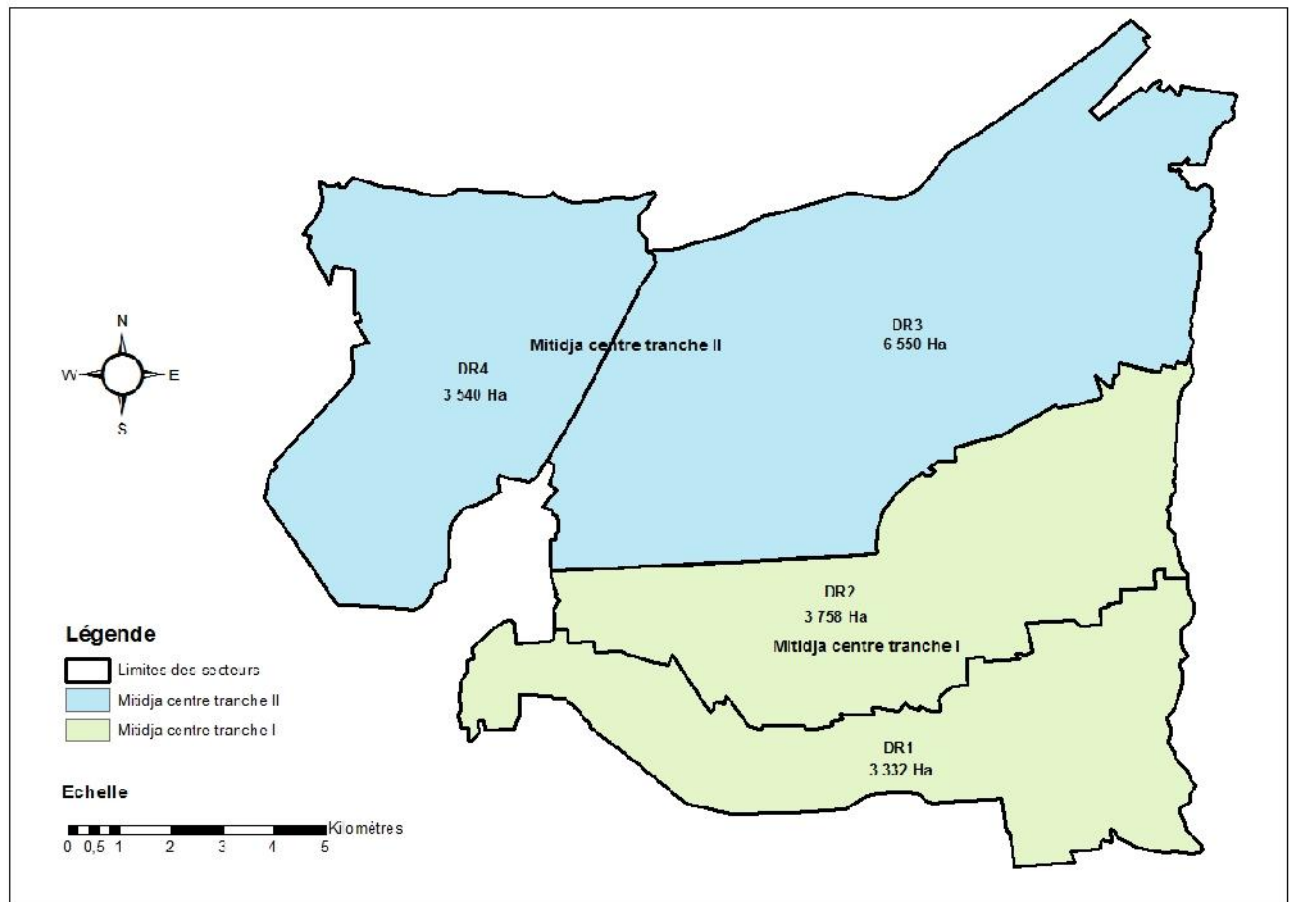 N
W E
S
DR3
6 550 Ha
Mitidja centre tranche II
DR4
3 540 Ha
DR2
3 758 Ha
Mitidja centre tranche I
DR1
3 332 Ha
Légende
Limites des secteurs
Mitidja centre tranche II
Mitidja centre tranche I
Echelle
Kilomètres
0 0,5 1 2 3 4 5